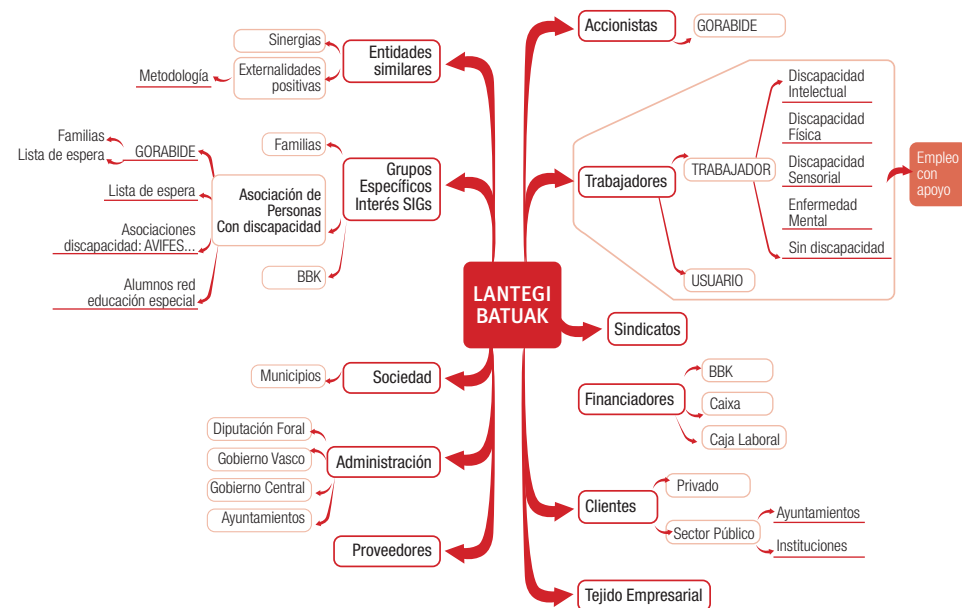 LANTEGI
BATUAK
Entidades
similares
Sinergias
Externalidades
positivas
Metodología
Grupos
Específicos
Interés SIGs
Familias
Asociación de
Personas
Con discapacidad
GORABIDE
Familias
Lista de espera
Lista de espera
Asociaciones
discapacidad: AVIFES...
Alumnos red
educación especial
BBK
Sociedad
Municipios
Administración
Diputación Foral
Gobierno Vasco
Gobierno Central
Ayuntamientos
Proveedores
Accionistas
GORABIDE
Trabajadores
TRABAJADOR
Discapacidad
Intelectual
Discapacidad
Física
Discapacidad
Sensorial
Enfermedad
Mental
Sin discapacidad
USUARIO
Empleo
con
apoyo
Sindicatos
Financiadores
BBK
Caixa
Caja Laboral
Clientes
Privado
Sector Público
Ayuntamientos
Instituciones
Tejido Empresarial